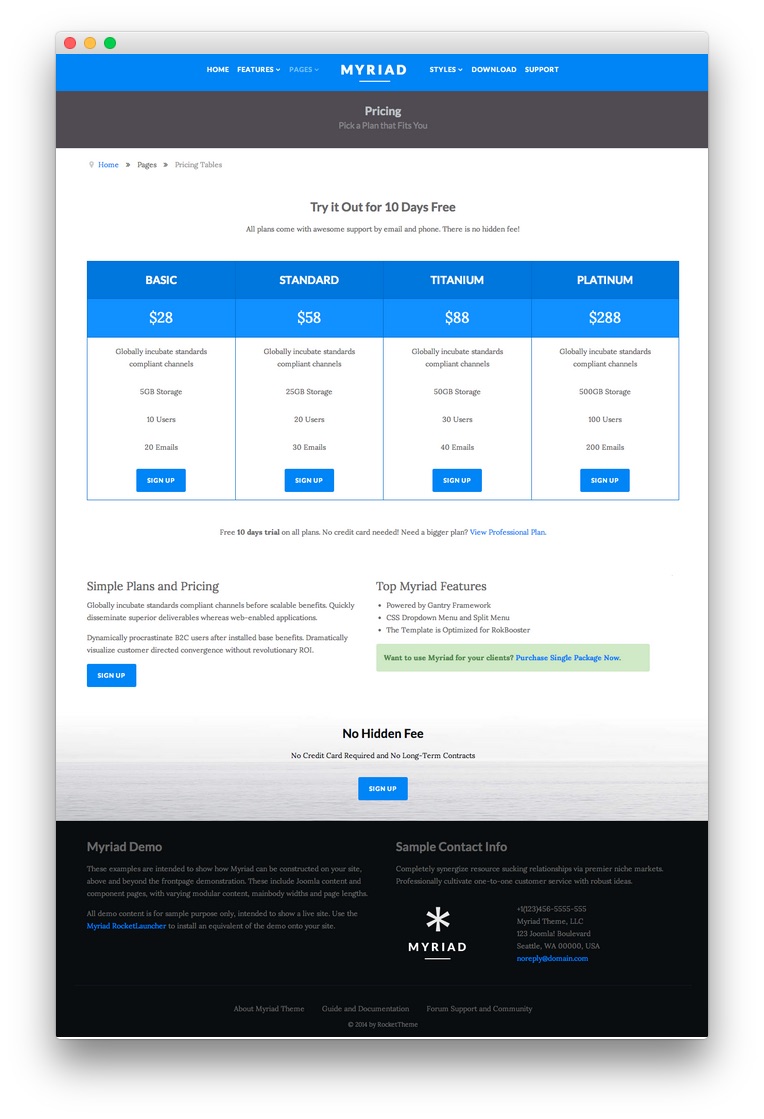 HOME FEATURES PAGES MYRIAD STYLES DOWNLOAD SUPPORT
Pricing
Pick a Plan that Fits You
Home » Pages » Pricing Tables
Try it Out for 10 Days Free
All plans come with awesome support by email and phone. There is no hidden fee!
BASIC STANDARD TITANIUM PLATINUM
$28 $58 $88 $288
Globally incubate standards Globally incubate standards Globally incubate standards Globally incubate standards
compliant channels compliant channels compliant channels compliant channels
5GB Storage 25GB Storage 50GB Storage 500GB Storage
10 Users 20 Users 30 Users 100 Users
20 Emails 30 Emails 40 Emails 200 Emails
SIGN UP SIGN UP SIGN UP SIGN UP
Free 10 days trial on all plans. No credit card needed! Need a bigger plan? View Professional Plan.
Simple Plans and Pricing
Globally incubate standards compliant channels before scalable benefits. Quickly
disseminate superior deliverables whereas web-enabled applications.
Dynamically procrastinate B2C users after installed base benefits. Dramatically
visualize customer directed convergence without revolutionary ROI.
SIGN UP
Top Myriad Features
• Powered by Gantry Framework
• CSS Dropdown Menu and Split Menu
• The Template is Optimized for RokBooster
Want to use Myriad for your clients? Purchase Single Package Now.
No Hidden Fee
No Credit Card Required and No Long-Term Contracts
SIGN UP
Myriad Demo
These examples are intended to show how Myriad can be constructed on your site,
above and beyond the frontpage demonstration. These include Joomla content and
component pages, with varying modular content, mainbody widths and page lengths.
All demo content is for sample purpose only, intended to show a live site. Use the
Myriad RocketLauncher to install an equivalent of the demo onto your site.
Sample Contact Info
Completely synergize resource sucking relationships via premier niche markets.
Professionally cultivate one-to-one customer service with robust ideas.
MYRIAD
+1(123)456-5555-555
Myriad Theme, LLC
123 Joomla! Boulevard
Seattle, WA 00000, USA
noreply@domain.com
About Myriad Theme Guide and Documentation Forum Support and Community
© 2014 by RocketTheme